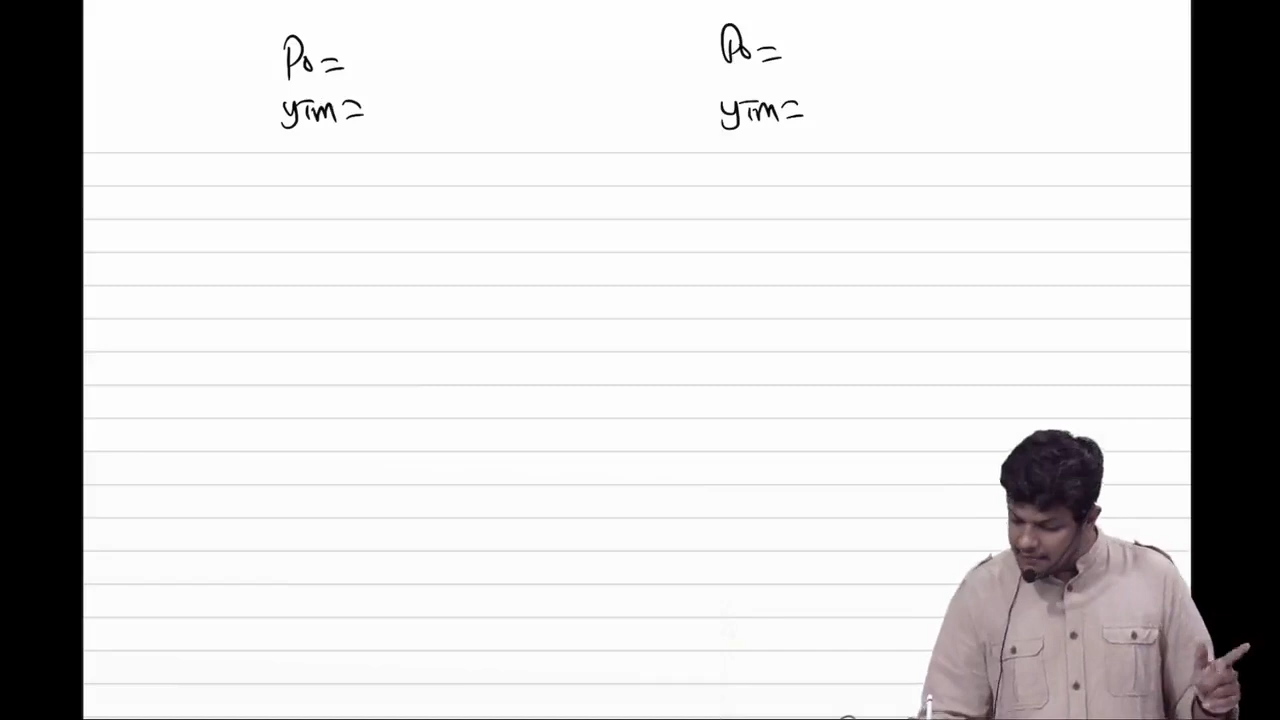 P₀ =
YTM =
P₀ =
YTM =